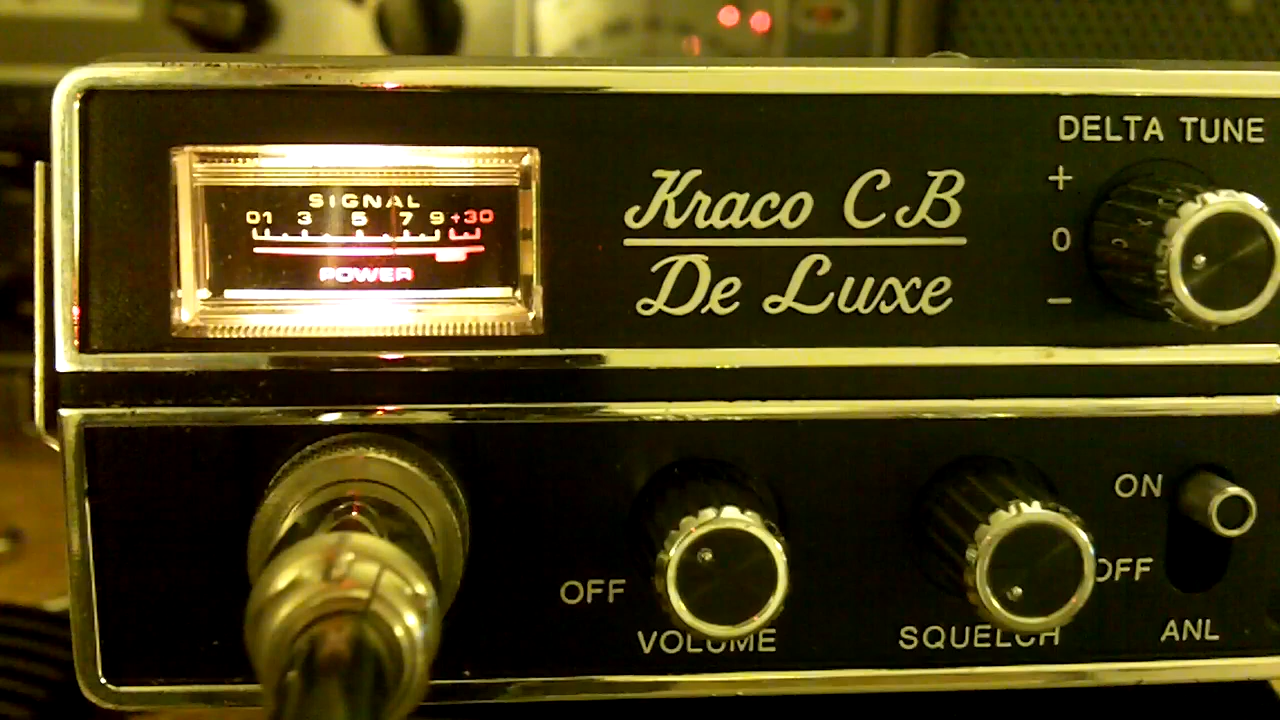 SIGNAL
01 3 5 7 9 +30
POWER
Kraco CB
De Luxe
DELTA TUNE
+
0
−
OFF
VOLUME
SQUELCH
ON
OFF
ANL